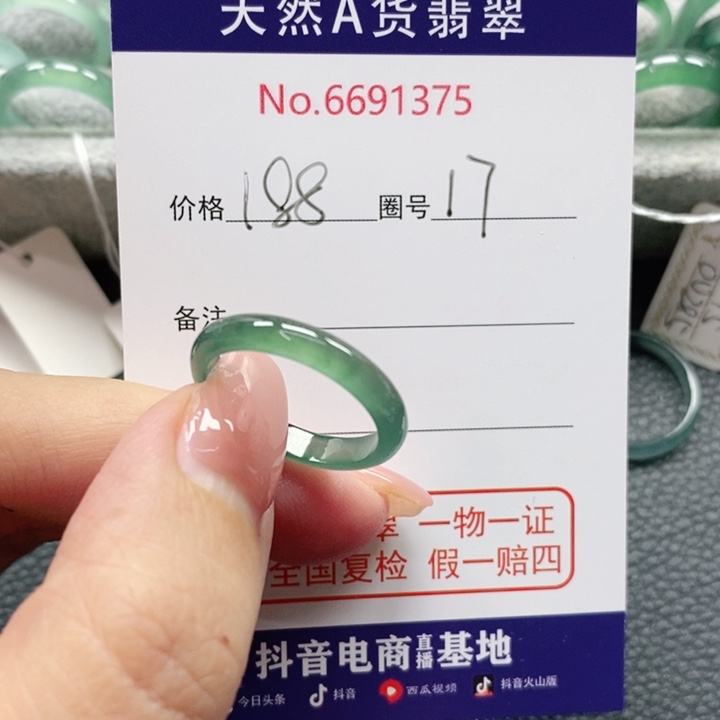 天然A货翡翠
No.6691375
价格 188 圈号 17
备注
翠 一物一证
全国复检 假一赔四
抖音电商直播基地
今日头条 抖音 西瓜视频 抖音火山版